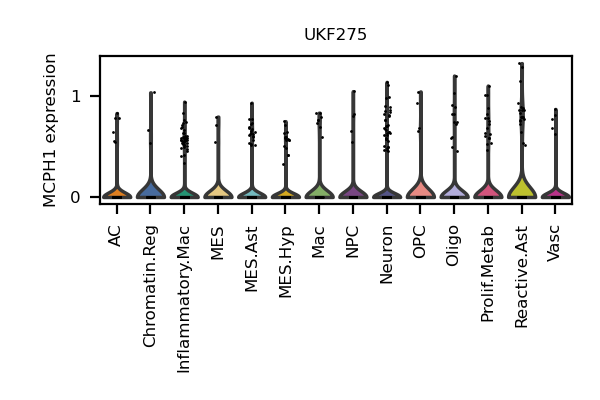 UKF275
MCPH1 expression
1
0
AC
Chromatin.Reg
Inflammatory.Mac
MES
MES.Ast
MES.Hyp
Mac
NPC
Neuron
OPC
Oligo
Prolif.Metab
Reactive.Ast
Vasc